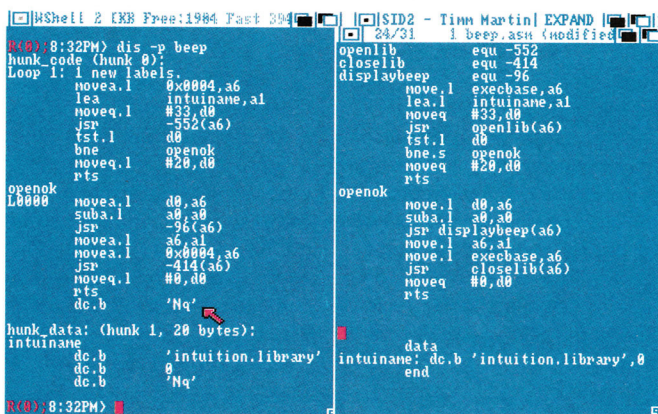 WShell 2 [KB Free:1904 Fast 394
R(0);8:32PM> dis -p beep
hunk_code (hunk 0):
Loop 1: 1 new labels.
movea.l 0x0004,a6
lea intuiname,a1
moveq.l #33,d0
jsr -552(a6)
tst.l d0
bne openok
moveq.l #20,d0
rts
openok
L0000 movea.l d0,a6
suba.l a0,a0
jsr -96(a6)
movea.l a6,a1
movea.l 0x0004,a6
jsr -414(a6)
moveq.l #0,d0
rts
dc.b 'Nq'
hunk_data: (hunk 1, 20 bytes):
intuiname
dc.b 'intuition.library'
dc.b 0
dc.b 'Nq'
R(0);8:32PM>
SID2 - Timm Martin| EXPAND
24/31 1 beep.asm (modified
openlib equ -552
closelib equ -414
displaybeep equ -96
move.l execbase,a6
lea.l intuiname,a1
moveq #33,d0
jsr openlib(a6)
tst.l d0
bne.s openok
moveq #20,d0
rts
openok
move.l d0,a6
suba.l a0,a0
jsr displaybeep(a6)
move.l a6,a1
move.l execbase,a6
jsr closelib(a6)
moveq #0,d0
rts
data
intuiname: dc.b 'intuition.library',0
end